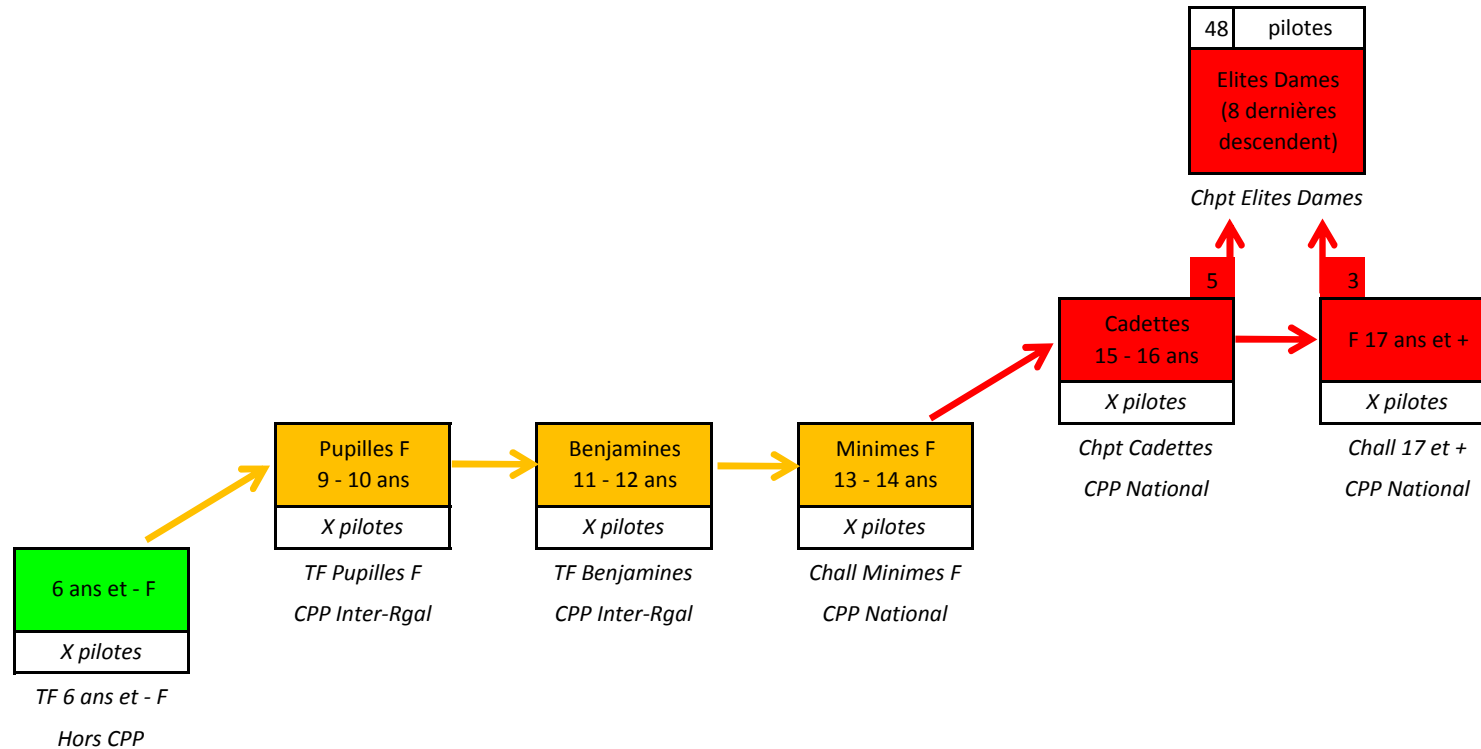 48 pilotes
Elites Dames
(8 dernières
descendent)
Chpt Elites Dames
5
3
Cadettes
15 - 16 ans
X pilotes
Chpt Cadettes
CPP National
F 17 ans et +
X pilotes
Chall 17 et +
CPP National
Pupilles F
9 - 10 ans
X pilotes
TF Pupilles F
CPP Inter-Rgal
Benjamines
11 - 12 ans
X pilotes
TF Benjamines
CPP Inter-Rgal
Minimes F
13 - 14 ans
X pilotes
Chall Minimes F
CPP National
6 ans et - F
X pilotes
TF 6 ans et - F
Hors CPP